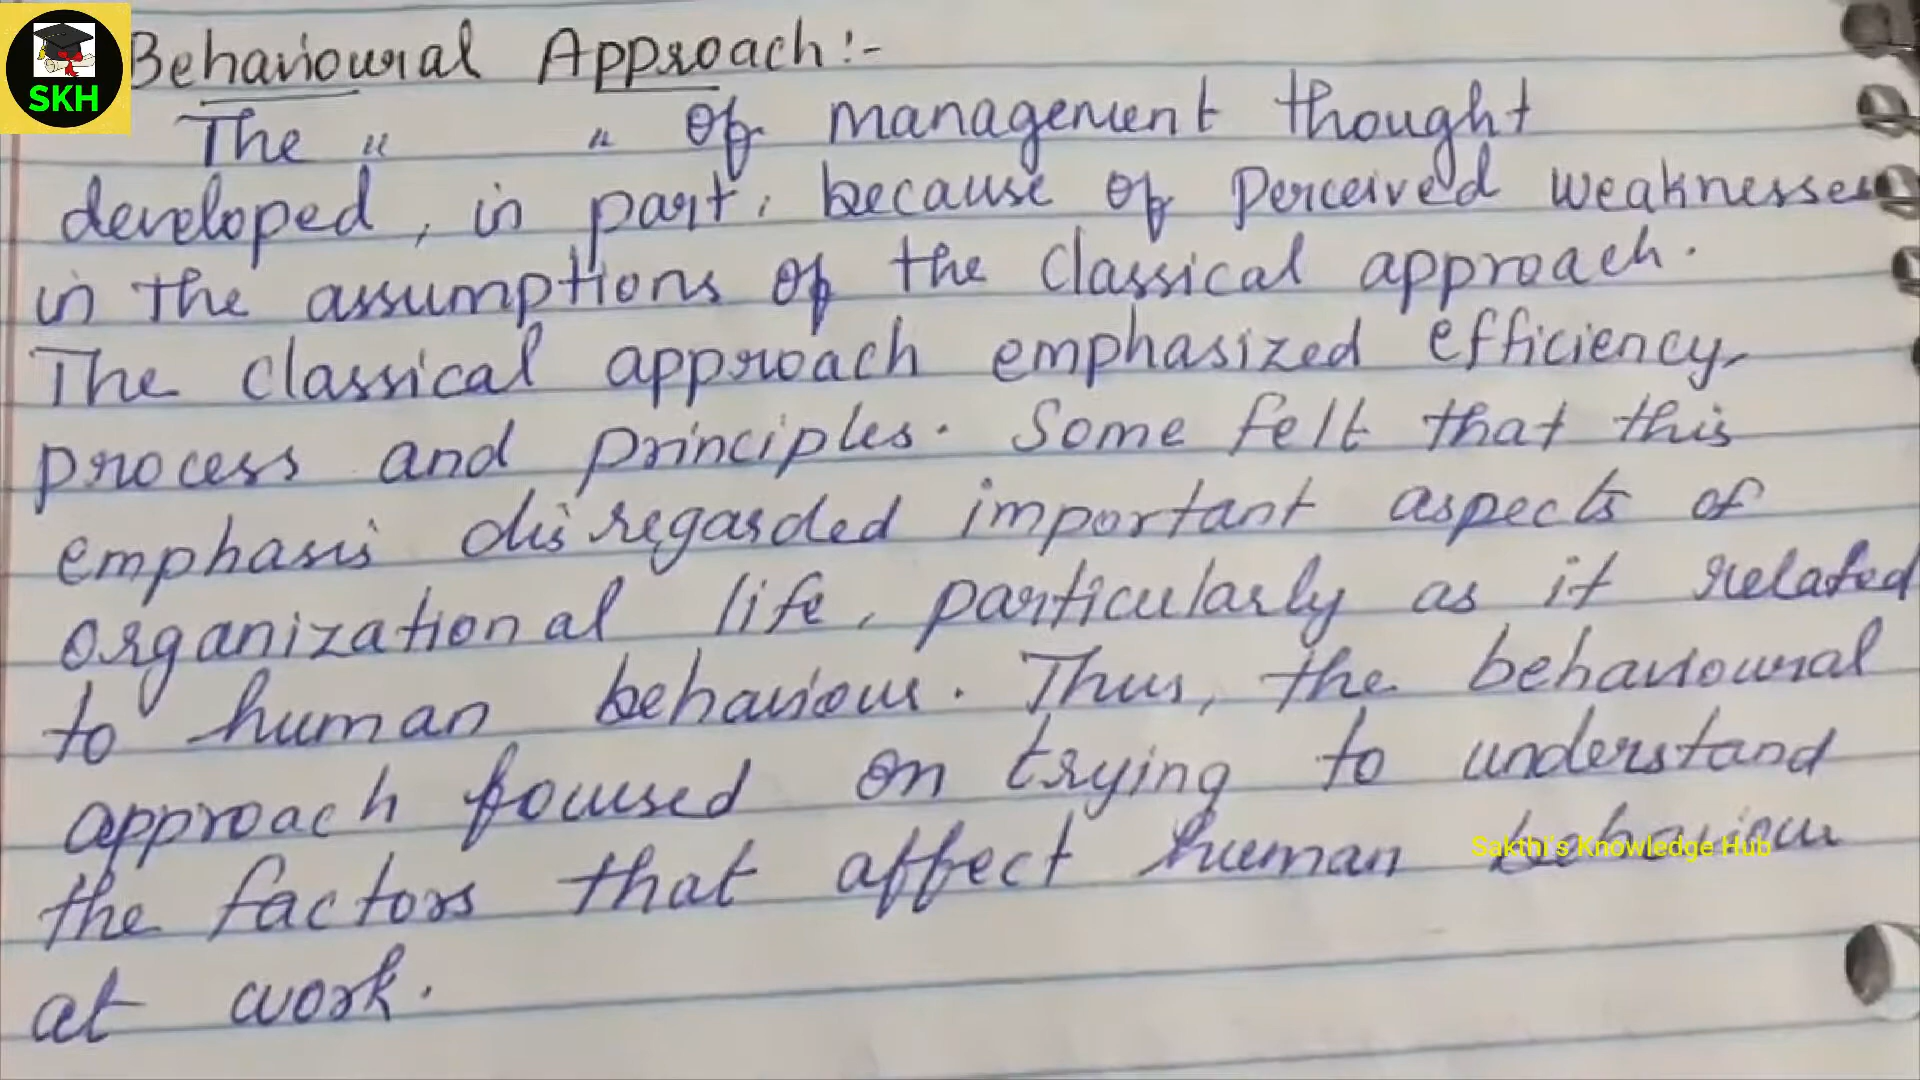 SKH
Behavioural Approach:-
The " " of management thought
developed, in part, because of Perceived weaknesses
in the assumptions of the Classical approach.
The classical approach emphasized efficiency,
process and principles. Some felt that this
emphasis disregarded important aspects of
organizational life, particularly as it related
to human behaviour. Thus, the behavioural
approach focused on trying to understand
the factors that affect human behaviour
Sakthi's Knowledge Hub
at work.